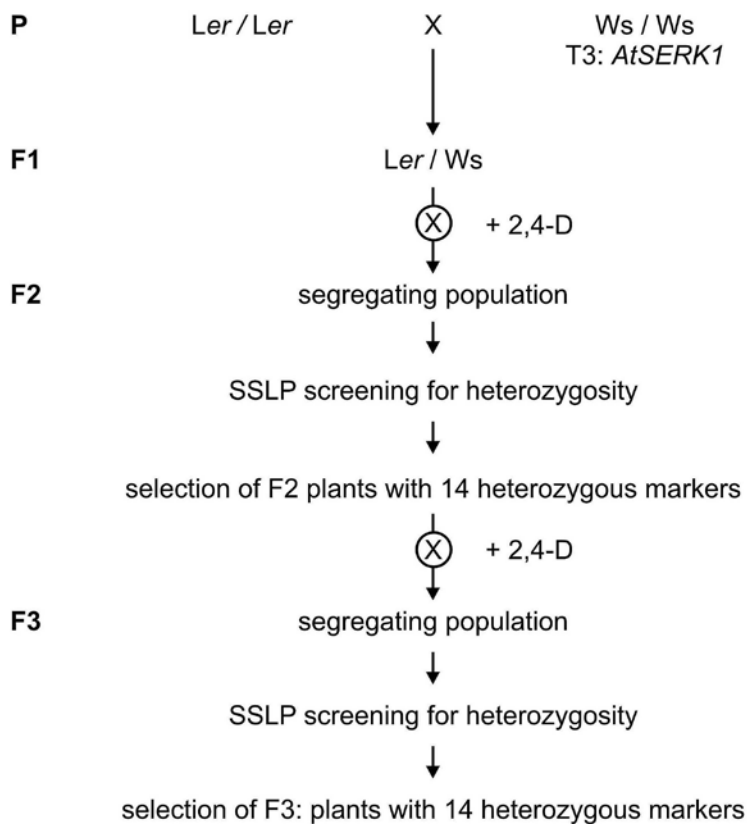 P Ler / Ler X Ws / Ws
T3: AtSERK1
F1 Ler / Ws
X + 2,4-D
F2 segregating population
SSLP screening for heterozygosity
selection of F2 plants with 14 heterozygous markers
X + 2,4-D
F3 segregating population
SSLP screening for heterozygosity
selection of F3: plants with 14 heterozygous markers